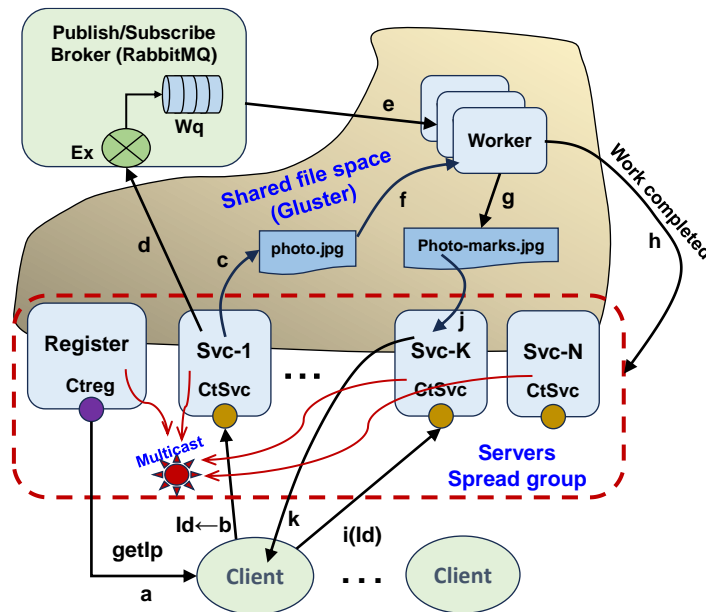 Publish/Subscribe
Broker (RabbitMQ)
Wq
Ex
e
Worker
Shared file space
(Gluster)
f
g
Work completed
h
d
c
photo.jpg
Photo-marks.jpg
j
Register
Svc-1
Svc-K
Svc-N
...
Ctreg
CtSvc
CtSvc
CtSvc
Multicast
Servers
Spread group
Id←b
k
i(Id)
getIp
a
Client
...
Client